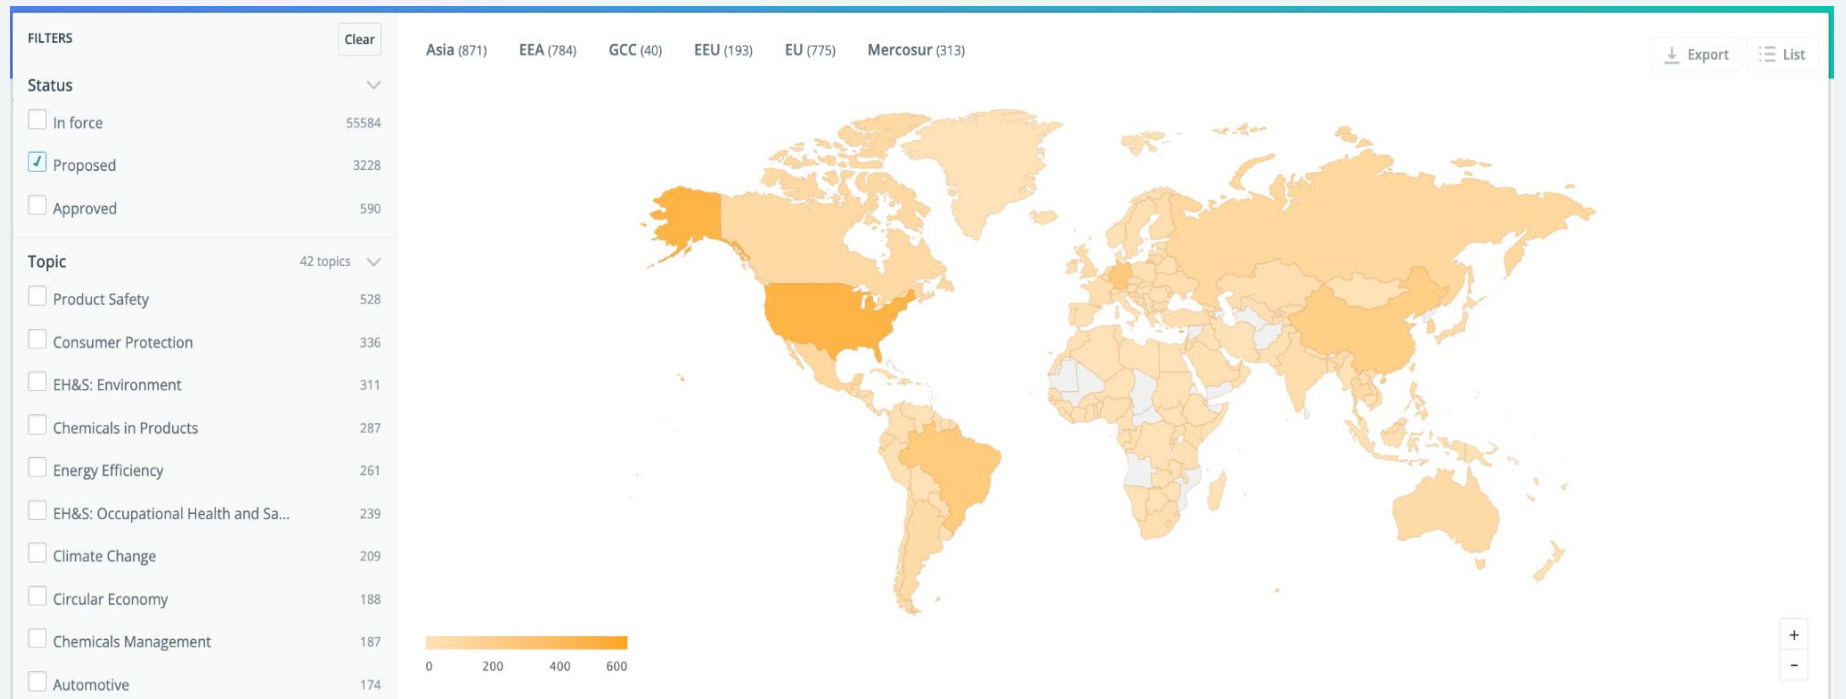 FILTERS
Clear
Status
In force 55584
Proposed 3228
Approved 590
Topic 42 topics
Product Safety 528
Consumer Protection 336
EH&S: Environment 311
Chemicals in Products 287
Energy Efficiency 261
EH&S: Occupational Health and Sa... 239
Climate Change 209
Circular Economy 188
Chemicals Management 187
Automotive 174
Asia (871) EEA (784) GCC (40) EEU (193) EU (775) Mercosur (313)
Export List
0 200 400 600
+
-